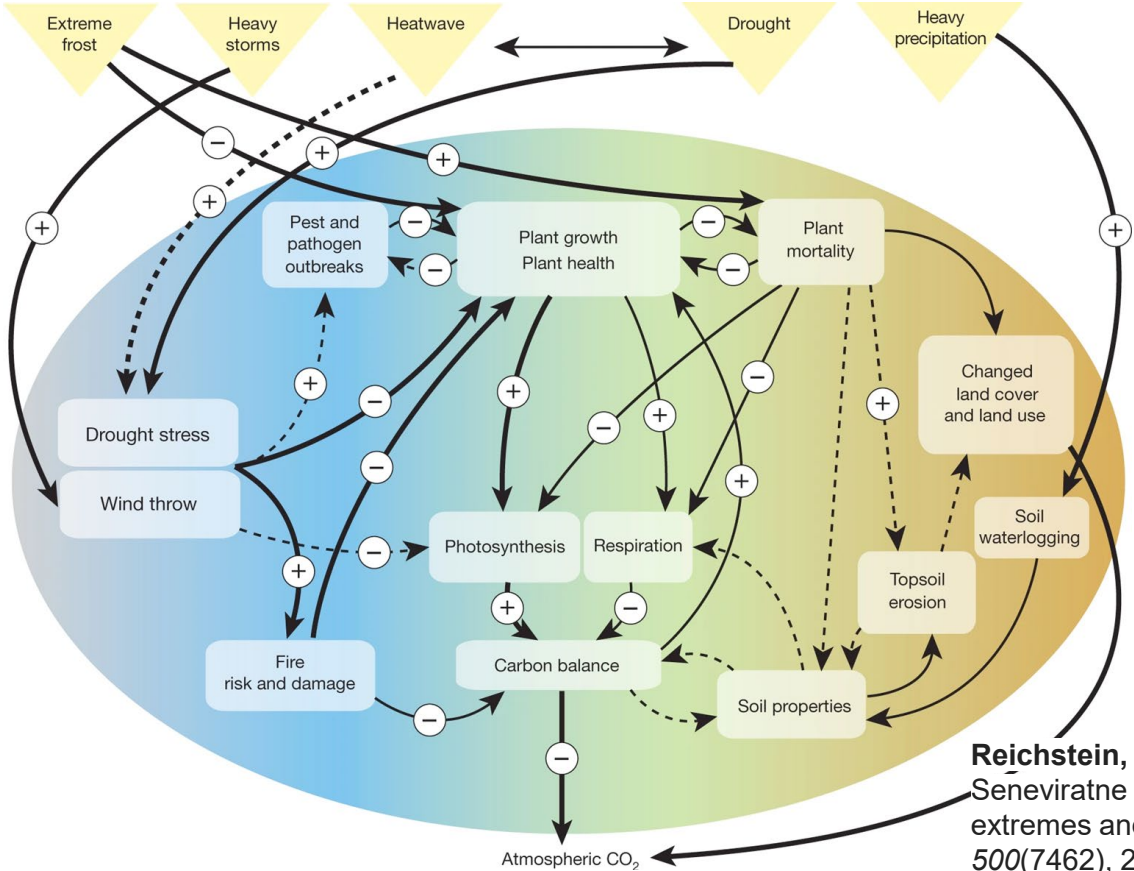 Extreme
frost
Heavy
storms
Heatwave
Drought
Heavy
precipitation
−
+
+
+
+
+
Pest and
pathogen
outbreaks
−
−
Plant growth
Plant health
−
−
Plant
mortality
Changed
land cover
and land use
+
−
+
−
+
−
+
−
−
+
Drought stress
Wind throw
−
Photosynthesis
Respiration
Soil
waterlogging
+
Topsoil
erosion
+
−
Fire
risk and damage
Carbon balance
Soil properties
−
−
Atmospheric CO₂
Reichstein,
Seneviratne
extremes and
500(7462), 2